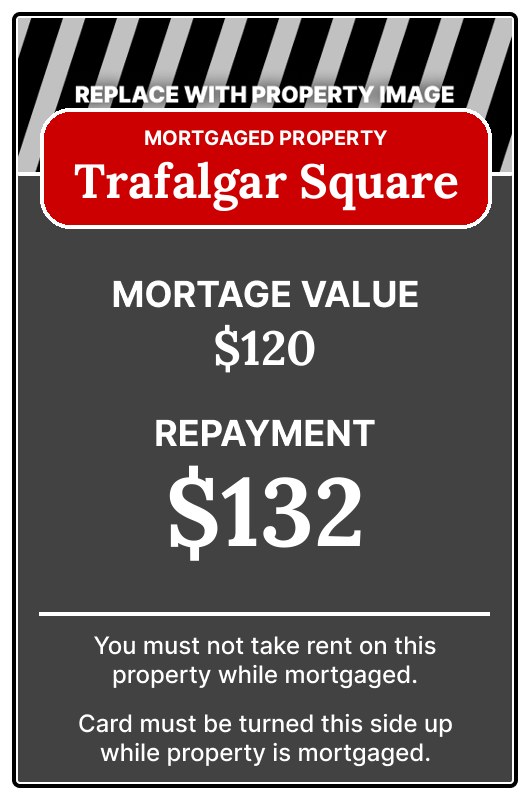 REPLACE WITH PROPERTY IMAGE
MORTGAGED PROPERTY
Trafalgar Square
MORTAGE VALUE
$120
REPAYMENT
$132
You must not take rent on this
property while mortgaged.
Card must be turned this side up
while property is mortgaged.